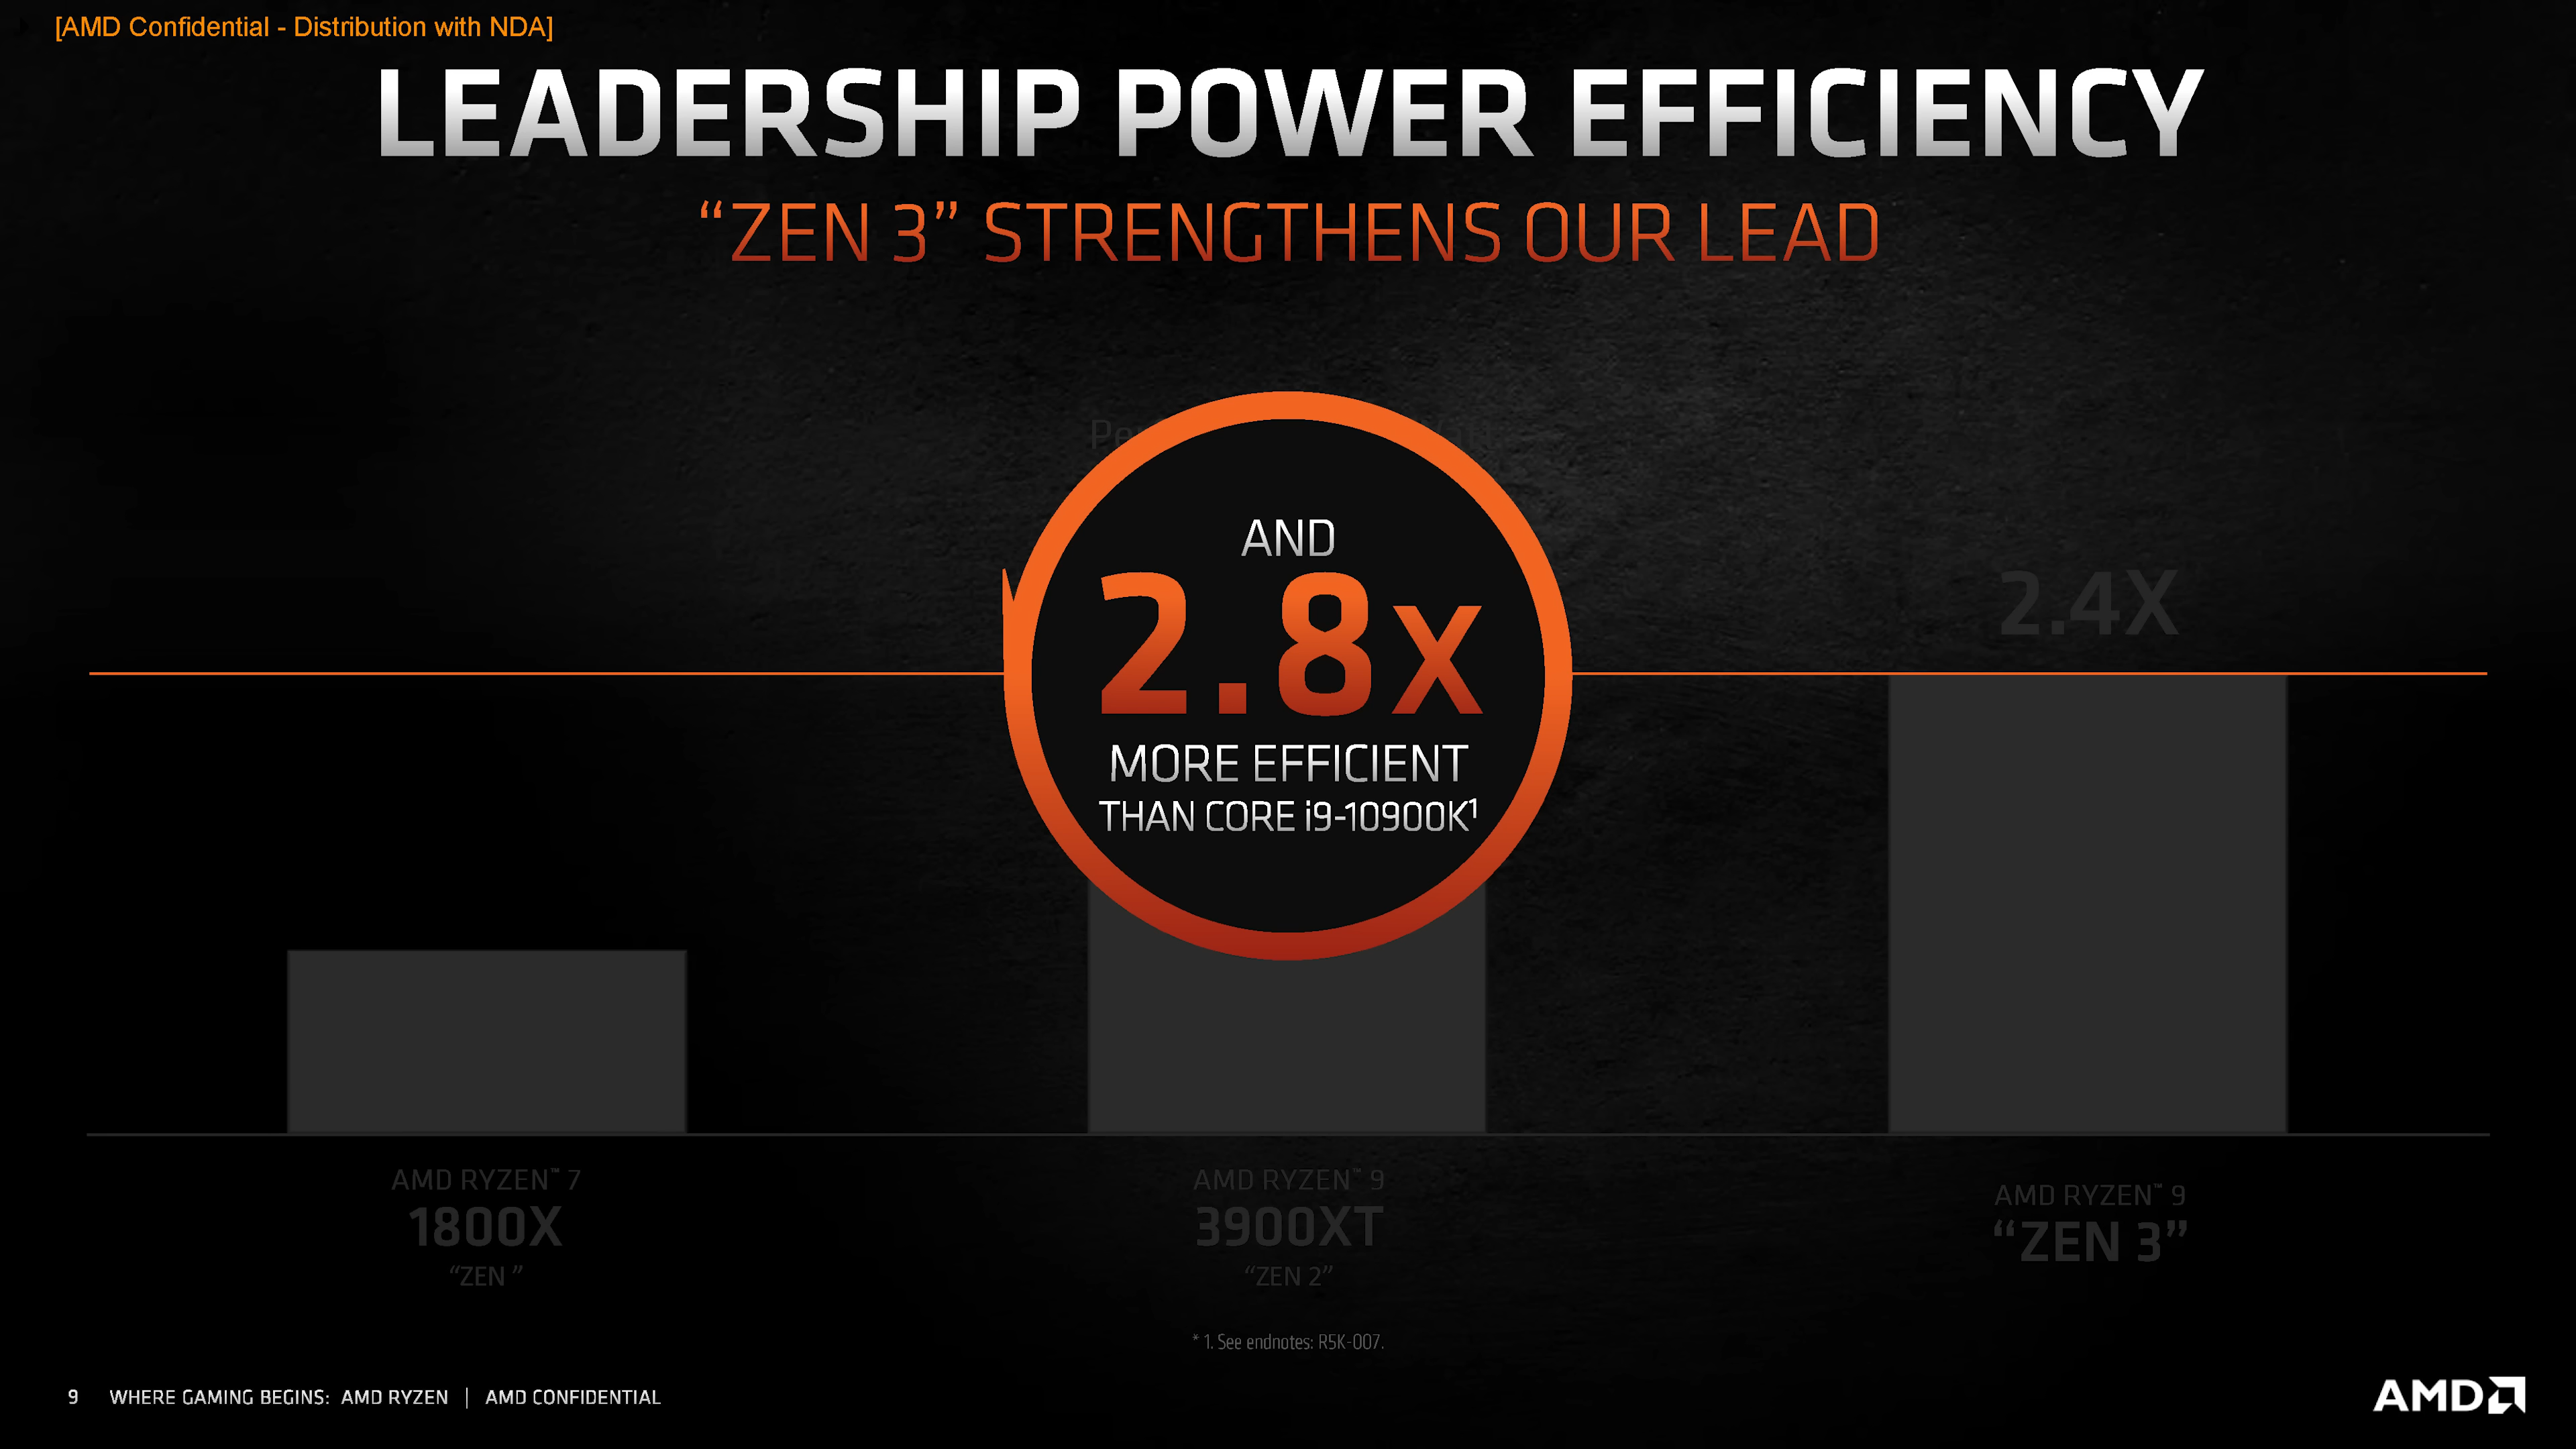 [AMD Confidential - Distribution with NDA]
LEADERSHIP POWER EFFICIENCY
“ZEN 3” STRENGTHENS OUR LEAD
AND
2.8X
MORE EFFICIENT
THAN CORE i9-10900K¹
2.4X
AMD RYZEN™ 7
1800X
“ZEN ”
AMD RYZEN™ 9
3900XT
“ZEN 2”
AMD RYZEN™ 9
“ZEN 3”
* 1. See endnotes: R5K-007.
9 WHERE GAMING BEGINS: AMD RYZEN | AMD CONFIDENTIAL
AMD